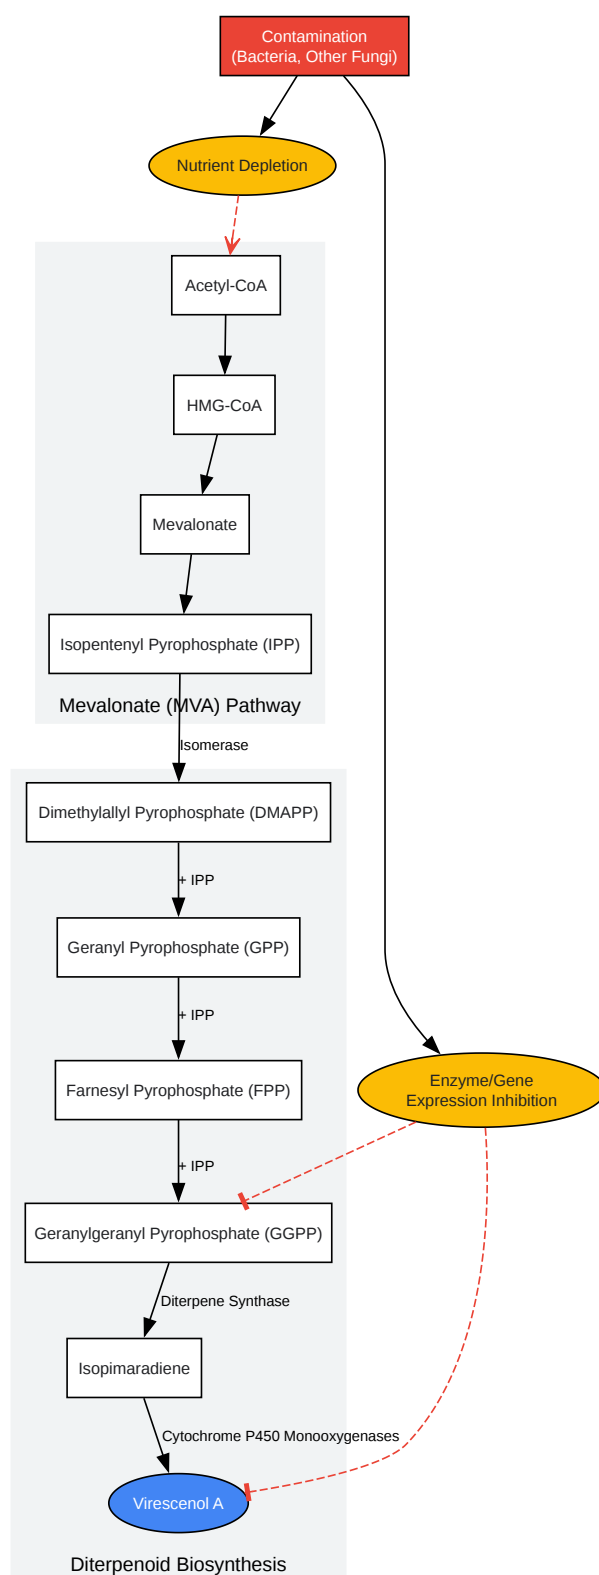 Contamination
(Bacteria, Other Fungi)
Nutrient Depletion
Acetyl-CoA
HMG-CoA
Mevalonate
Isopentenyl Pyrophosphate (IPP)
Mevalonate (MVA) Pathway
Isomerase
Dimethylallyl Pyrophosphate (DMAPP)
+ IPP
Geranyl Pyrophosphate (GPP)
+ IPP
Farnesyl Pyrophosphate (FPP)
Enzyme/Gene
Expression Inhibition
+ IPP
Geranylgeranyl Pyrophosphate (GGPP)
Diterpene Synthase
Isopimaradiene
Cytochrome P450 Monooxygenases
Virescenol A
Diterpenoid Biosynthesis